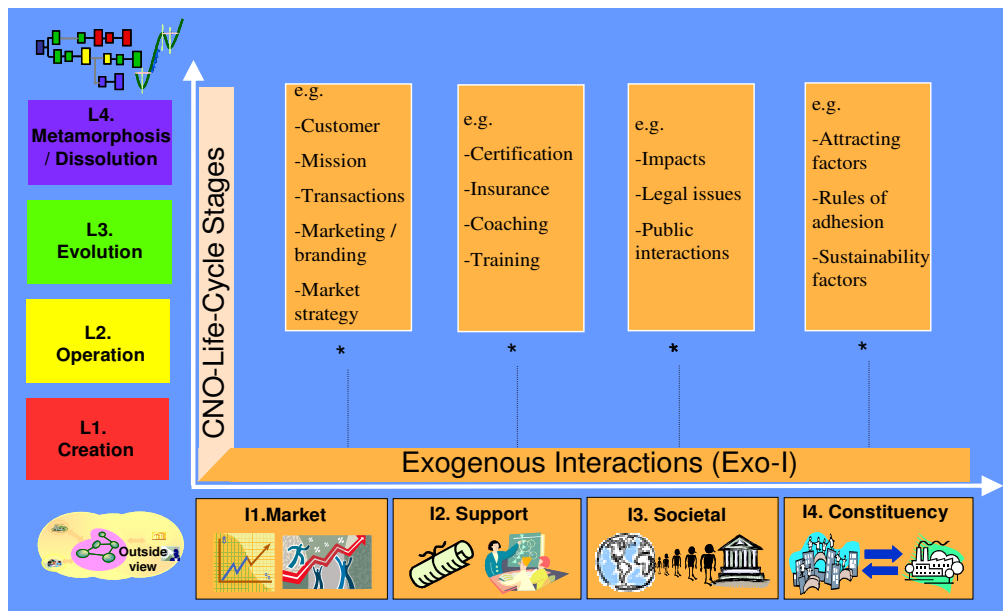 L4.
Metamorphosis
/ Dissolution
L3.
Evolution
L2.
Operation
L1.
Creation
CNO-Life-Cycle Stages
e.g.
-Customer
-Mission
-Transactions
-Marketing /
branding
-Market
strategy
*
e.g.
-Certification
-Insurance
-Coaching
-Training
*
e.g.
-Impacts
-Legal issues
-Public
interactions
*
e.g.
-Attracting
factors
-Rules of
adhesion
-Sustainability
factors
*
Exogenous Interactions (Exo-I)
Outside
view
I1.Market
I2. Support
I3. Societal
I4. Constituency